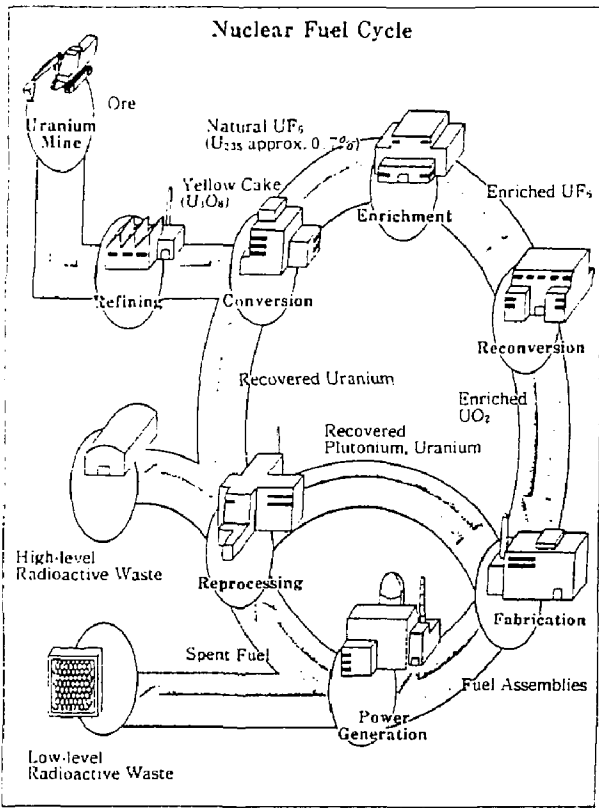 Nuclear Fuel Cycle
Ore
Uranium
Mine
Natural UF₆
(U₂₃₅ approx. 0.7%)
Yellow Cake
(U₃O₈)
Enrichment
Enriched UF₆
Refining
Conversion
Reconversion
Recovered Uranium
Enriched
UO₂
Recovered
Plutonium, Uranium
High-level
Radioactive Waste
Reprocessing
Fabrication
Spent Fuel
Fuel Assemblies
Power
Generation
Low-level
Radioactive Waste